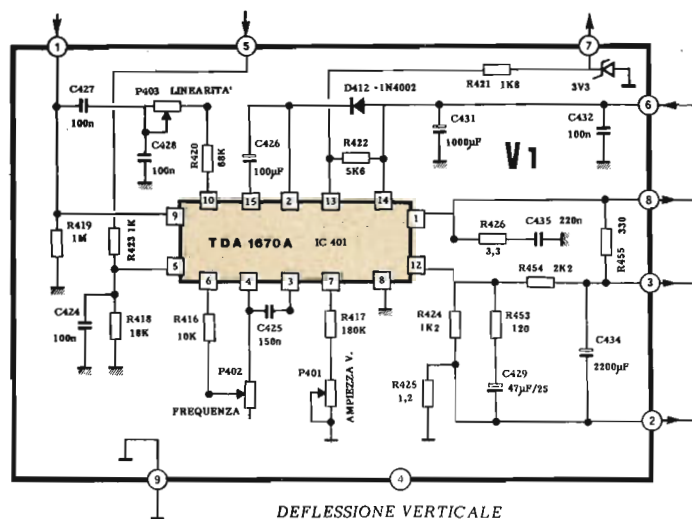 1
5
7
R421
1K8
3V3
C427
100n
P403
LINEARITA'
D412 - 1N4002
6
C428
100n
R420
68K
C426
100µF
R422
5K6
C431
1000µF
C432
100n
V1
10
15
2
13
14
9
TDA 1670A
IC 401
1
8
R419
1M
R423 1K
5
12
R426
3,3
C435
220n
330
R455
6
4
3
7
8
R454
2K2
3
C424
100n
R418
18K
R416
10K
C425
150n
R417
180K
R424
1K2
R453
120
C434
2200µF
P402
FREQUENZA
P401
AMPIEZZA V.
R425
1,2
C429
47µF/25
2
9
4
DEFLESSIONE VERTICALE